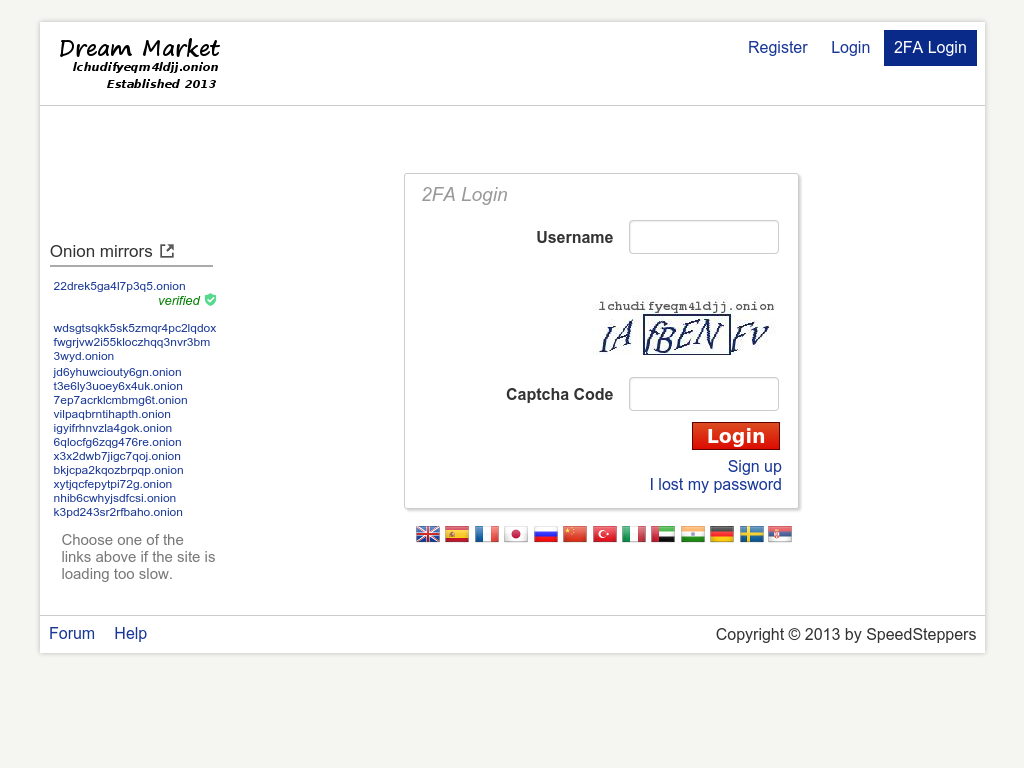 Dream Market
lchudifyeqm4ldjj.onion
Established 2013
Register Login 2FA Login
2FA Login
Username
lchudifyeqm4ldjj.onion
IA fBEN FV
Captcha Code
Login
Sign up
I lost my password
Onion mirrors
22drek5ga4l7p3q5.onion
verified
wdsgtsqkk5sk5zmqr4pc2lqdox
fwgrjvw2i55kloczhqq3nvr3bm
3wyd.onion
jd6yhuwciouty6gn.onion
t3e6ly3uoey6x4uk.onion
7ep7acrklcmbmg6t.onion
vilpaqbrntihapth.onion
igyifrhnvzla4gok.onion
6qlocfg6zqg476re.onion
x3x2dwb7jigc7qoj.onion
bkjcpa2kqozbrpqp.onion
xytjqcfepytpi72g.onion
nhib6cwhyjsdfcsi.onion
k3pd243sr2rfbaho.onion
Choose one of the
links above if the site is
loading too slow.
Forum Help
Copyright © 2013 by SpeedSteppers